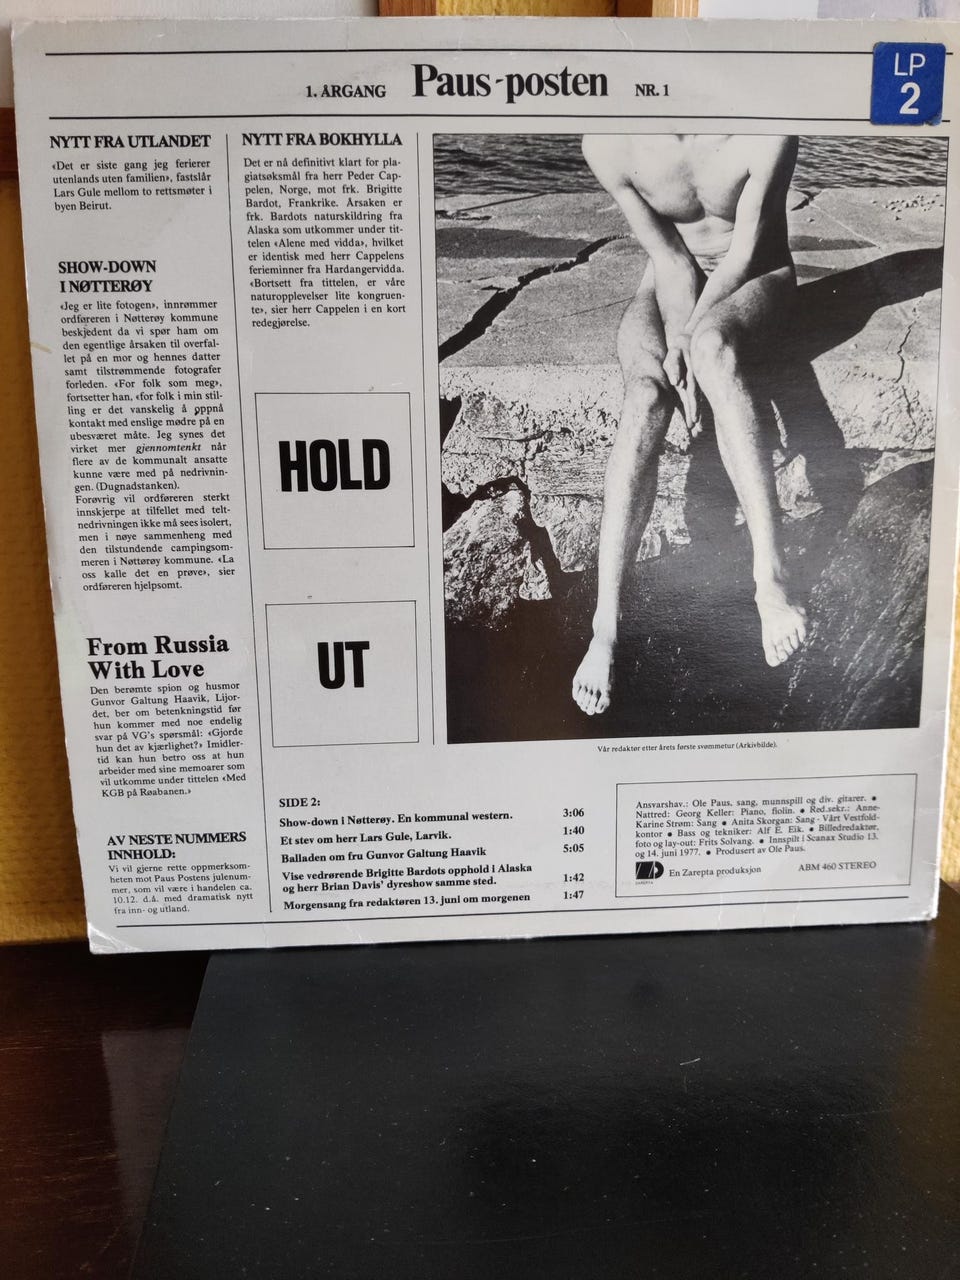 1. ÅRGANG Paus-posten NR. 1
LP
2
NYTT FRA UTLANDET
«Det er siste gang jeg ferierer
utenlands uten familien», fastslår
Lars Gule mellom to rettsmøter i
byen Beirut.
SHOW-DOWN
I NØTTERØY
«Jeg er lite fotogen», innrømmer
ordføreren i Nøtterøy kommune
beskjedent da vi spør ham om
den egentlige årsaken til overfal-
let på en mor og hennes datter
samt tilstrømmende fotografer
forleden. «For folk som meg»,
fortsetter han, «for folk i min stil-
ling er det vanskelig å oppnå
kontakt med enslige mødre på en
ubesværet måte. Jeg synes det
virket mer gjennomtenkt når
flere av de kommunalt ansatte
kunne være med på nedrivnin-
gen. (Dugnadstanken).
Forøvrig vil ordføreren sterkt
innskjerpe at tilfellet med telt-
nedrivningen ikke må sees isolert,
men i nøye sammenheng med
den tilstundende campingsom-
meren i Nøtterøy kommune. «La
oss kalle det en prøve», sier
ordføreren hjelpsomt.
From Russia
With Love
Den berømte spion og husmor
Gunvor Galtung Haavik, Lijor-
det, ber om betenkningstid før
hun kommer med noe endelig
svar på VG's spørsmål: «Gjorde
hun det av kjærlighet?» Imidler-
tid kan hun betro oss at hun
arbeider med sine memoarer som
vil utkomme under tittelen «Med
KGB på Røabanen.»
AV NESTE NUMMERS
INNHOLD:
Vi vil gjerne rette oppmerksom-
heten mot Paus Postens julenum-
mer, som vil være i handelen ca.
10.12. d.å. med dramatisk nytt
fra inn- og utland.
NYTT FRA BOKHYLLA
Det er nå definitivt klart for pla-
giatsøksmål fra herr Peder Cap-
pelen, Norge, mot frk. Brigitte
Bardot, Frankrike. Årsaken er
frk. Bardots naturskildring fra
Alaska som utkommer under tit-
telen «Alene med vidda», hvilket
er identisk med herr Cappelens
ferieminner fra Hardangervidda.
«Bortsett fra tittelen, er våre
naturopplevelser lite kongruen-
te», sier herr Cappelen i en kort
redegjørelse.
HOLD
UT
Vår redaktør etter årets første svømmetur (Arkivbilde).
SIDE 2:
Show-down i Nøtterøy. En kommunal western. 3:06
Et stev om herr Lars Gule, Larvik. 1:40
Balladen om fru Gunvor Galtung Haavik 5:05
Vise vedrørende Brigitte Bardots opphold i Alaska
og herr Brian Davis' dyreshow samme sted. 1:42
Morgensang fra redaktøren 13. juni om morgenen 1:47
Ansvarshav.: Ole Paus, sang, munnspill og div. gitarer. •
Nattred: Georg Keller: Piano, fiolin. • Red.sekr.: Anne-
Karine Strøm: Sang • Anita Skorgan: Sang - Vårt Vestfold-
kontor • Bass og tekniker: Alf E. Eik. • Billedredaktør,
foto og lay-out: Frits Solvang. • Innspilt i Scanax Studio 13.
og 14. juni 1977. • Produsert av Ole Paus.
ZAREPTA
En Zarepta produksjon ABM 460 STEREO